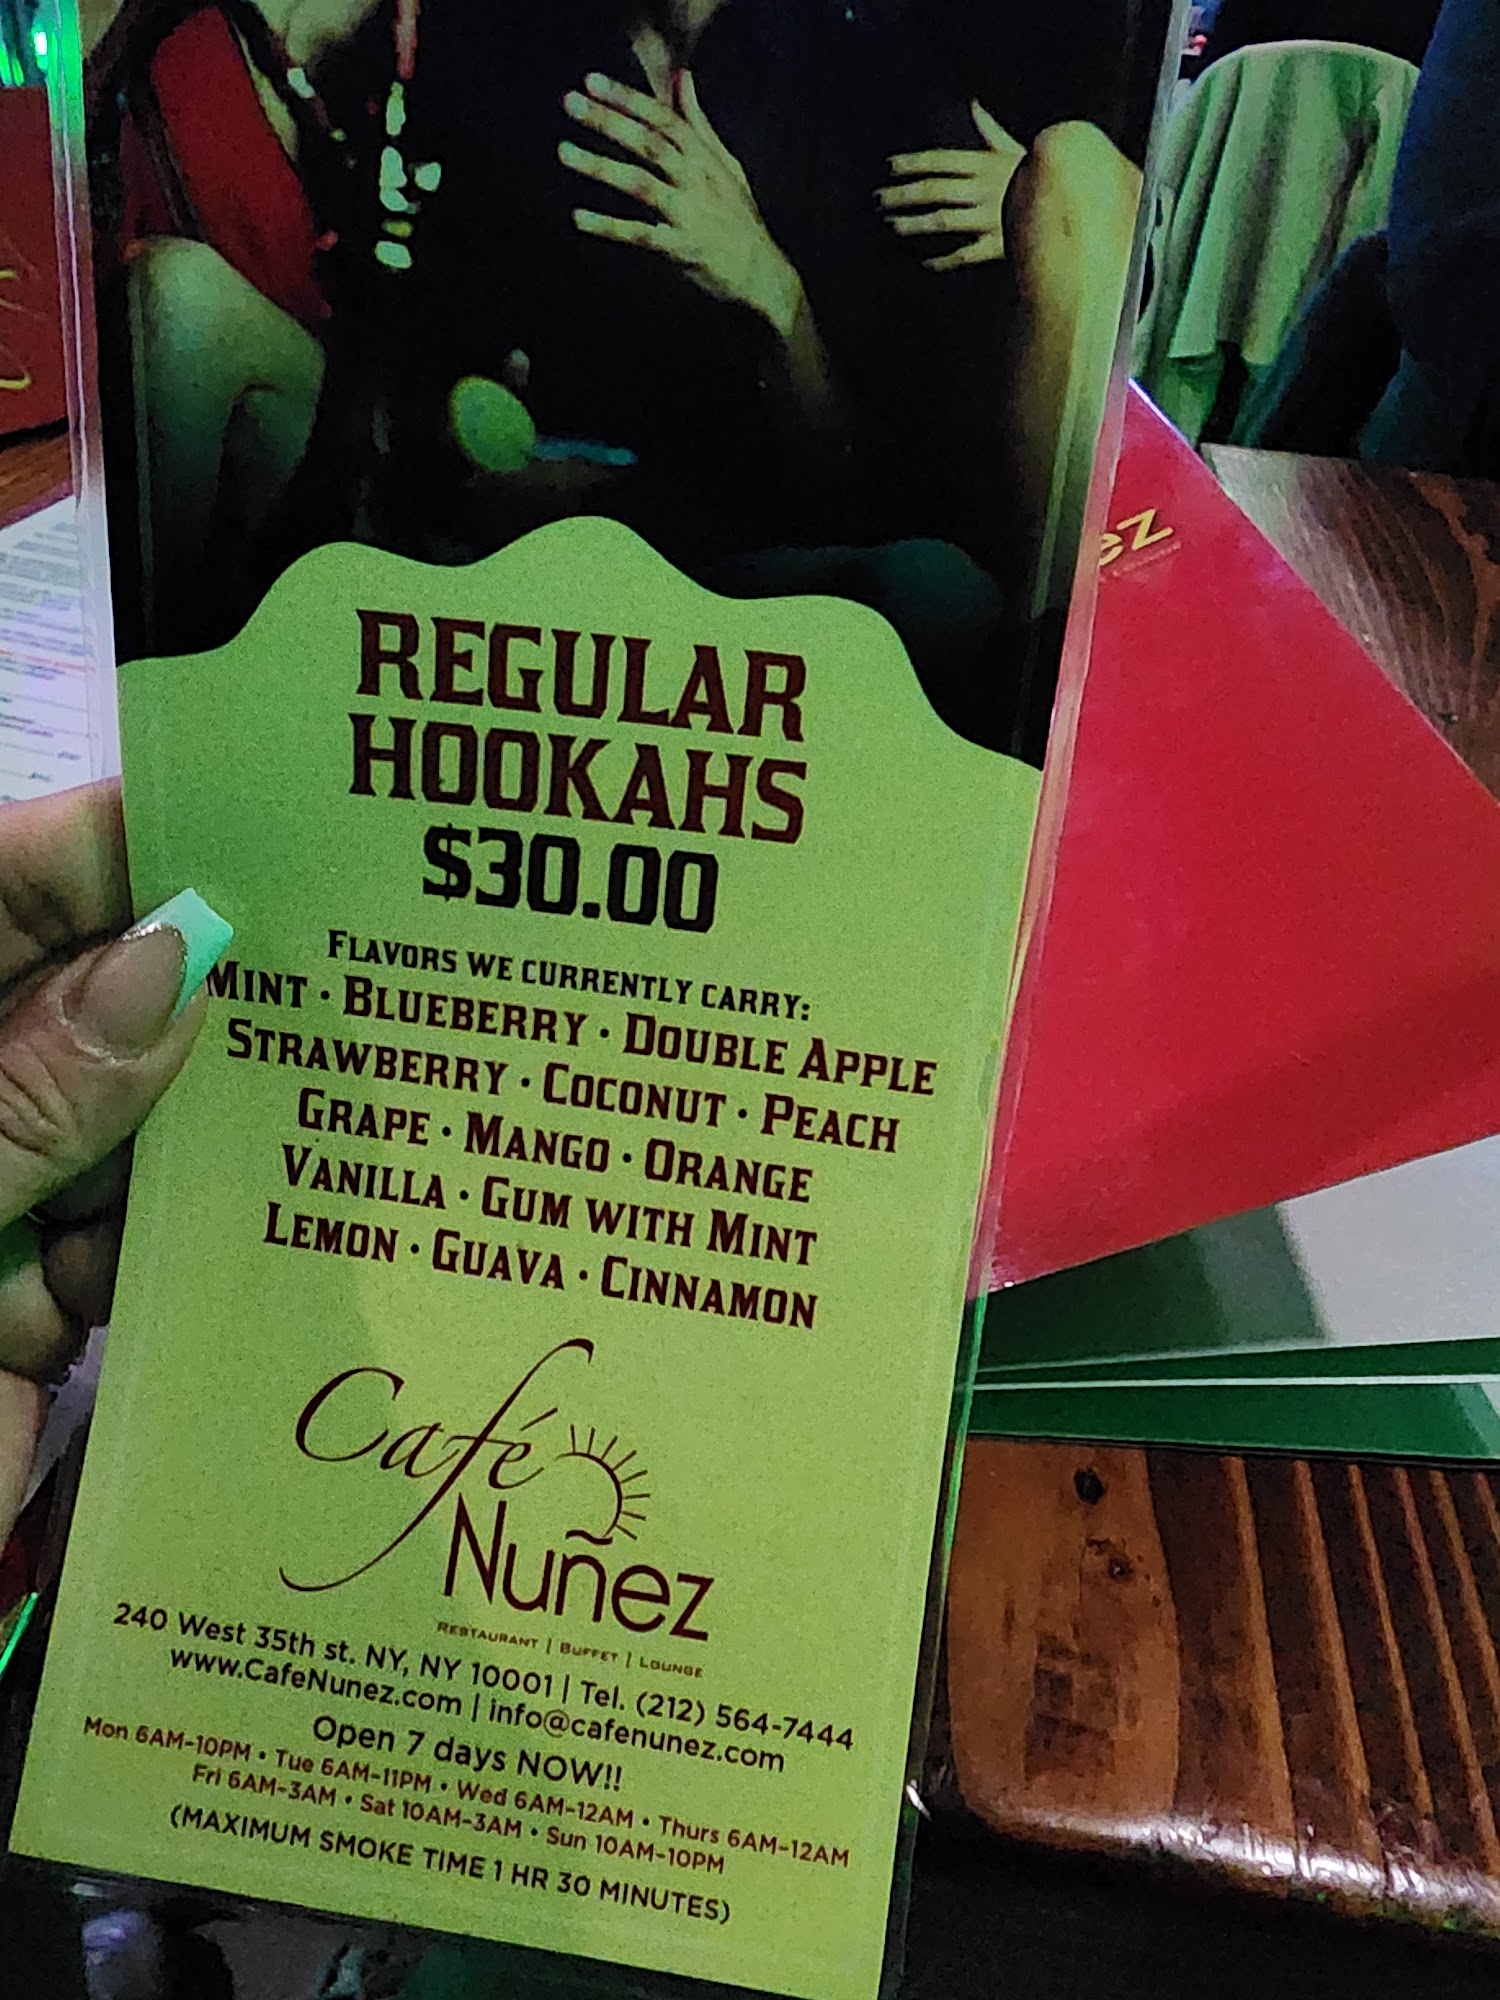 REGULAR
HOOKAHS
$30.00
FLAVORS WE CURRENTLY CARRY:
MINT · BLUEBERRY · DOUBLE APPLE
STRAWBERRY · COCONUT · PEACH
GRAPE · MANGO · ORANGE
VANILLA · GUM WITH MINT
LEMON · GUAVA · CINNAMON
Café
Nuñez
RESTAURANT | BUFFET | LOUNGE
240 West 35th st. NY, NY 10001 | Tel. (212) 564-7444
www.CafeNunez.com | info@cafenunez.com
Open 7 days NOW!!
Mon 6AM-10PM • Tue 6AM-11PM • Wed 6AM-12AM • Thurs 6AM-12AM
Fri 6AM-3AM • Sat 10AM-3AM • Sun 10AM-10PM
(MAXIMUM SMOKE TIME 1 HR 30 MINUTES)
ez